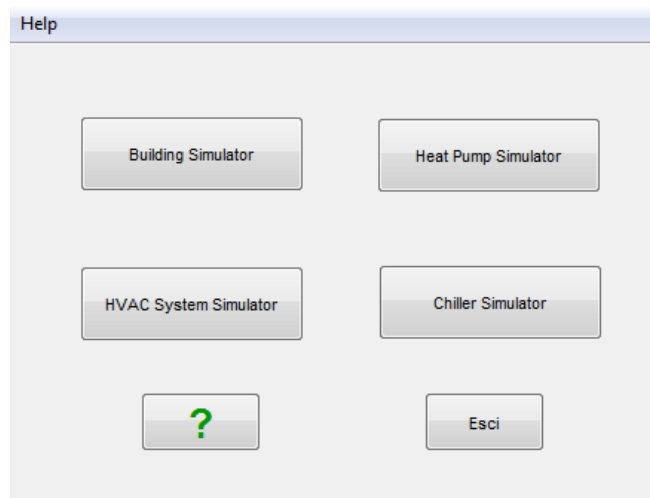 Help
Building Simulator
Heat Pump Simulator
HVAC System Simulator
Chiller Simulator
?
Esci